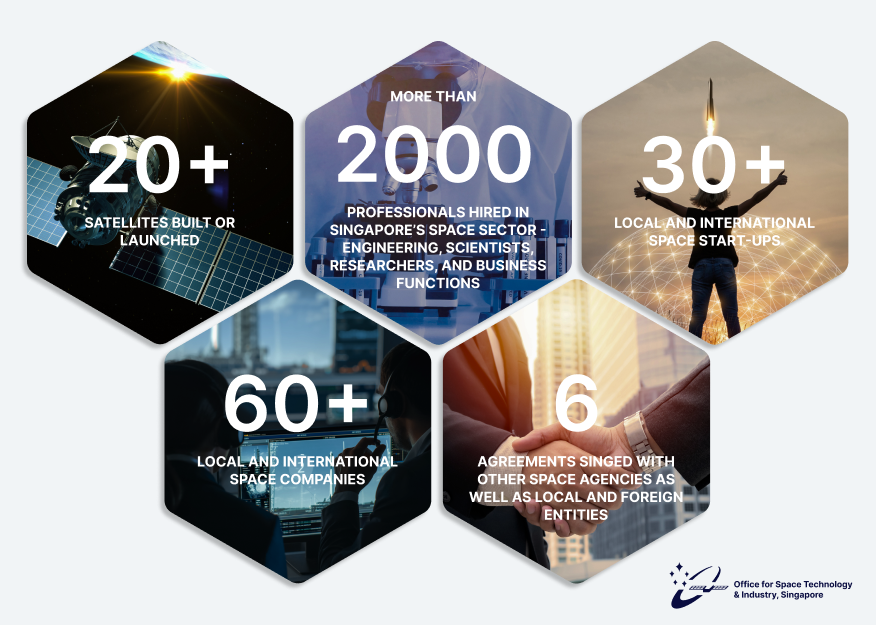 20+
SATELLITES BUILT OR
LAUNCHED
MORE THAN
2000
PROFESSIONALS HIRED IN
SINGAPORE'S SPACE SECTOR -
ENGINEERING, SCIENTISTS,
RESEARCHERS, AND BUSINESS
FUNCTIONS
30+
LOCAL AND INTERNATIONAL
SPACE START-UPS.
60+
LOCAL AND INTERNATIONAL
SPACE COMPANIES
6
AGREEMENTS SINGED WITH
OTHER SPACE AGENCIES AS
WELL AS LOCAL AND FOREIGN
ENTITIES
Office for Space Technology
& Industry, Singapore